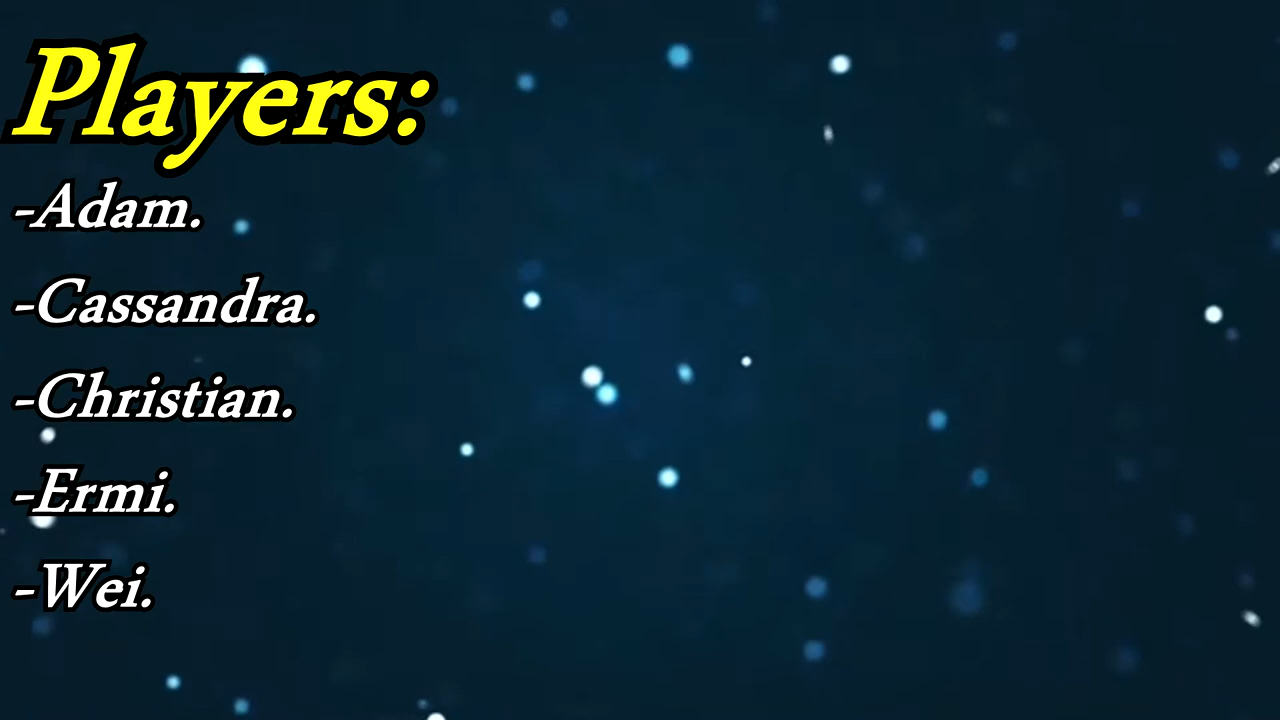 Players:
-Adam.
-Cassandra.
-Christian.
-Ermi.
-Wei.